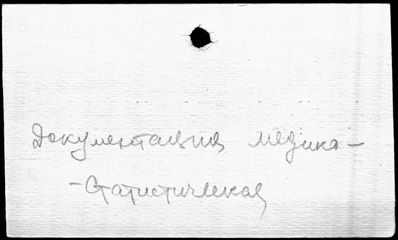 Документация медико-
-Статистическая